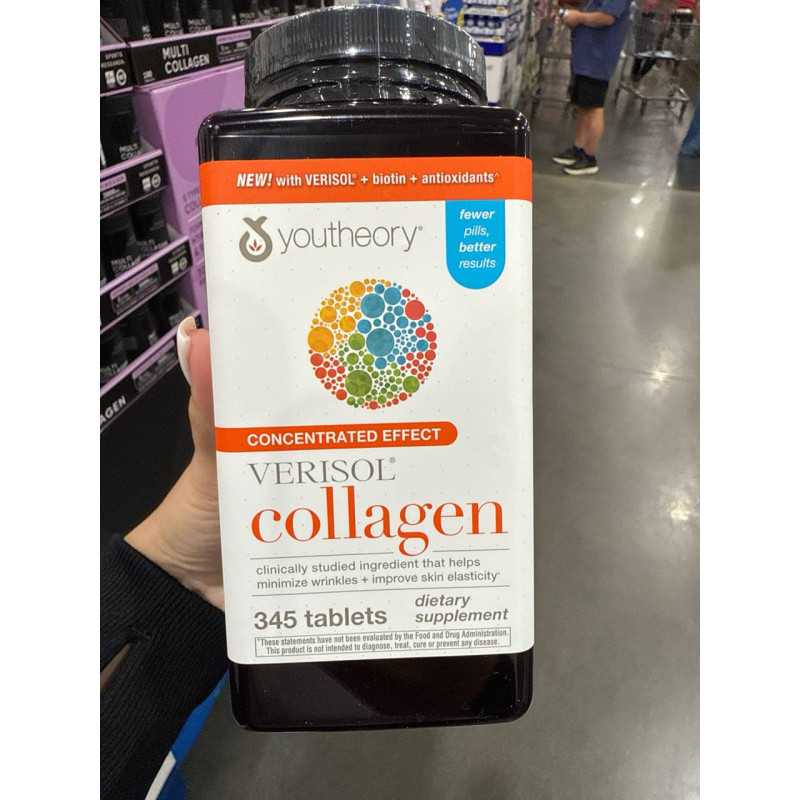 SPORTS
RESEARCH
MULTI
COLLAGEN
NEW! with VERISOL® + biotin + antioxidants^
youtheory®
fewer
pills,
better
results
CONCENTRATED EFFECT
VERISOL®
collagen
clinically studied ingredient that helps
minimize wrinkles + improve skin elasticity^
345 tablets
dietary
supplement
^These statements have not been evaluated by the Food and Drug Administration.
This product is not intended to diagnose, treat, cure or prevent any disease.